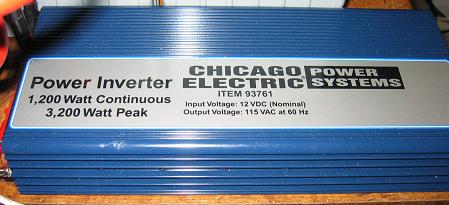 Power Inverter
1,200 Watt Continuous
3,200 Watt Peak
CHICAGO ELECTRIC
POWER SYSTEMS
ITEM 93761
Input Voltage: 12 VDC (Nominal)
Output Voltage: 115 VAC at 60 Hz